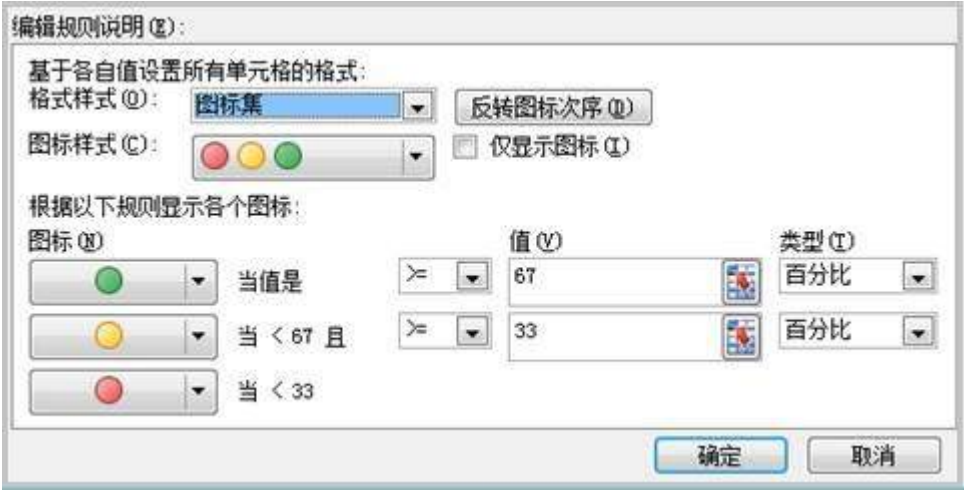 编辑规则说明(E):
基于各自值设置所有单元格的格式:
格式样式(O): 图标集 反转图标次序(D)
图标样式(C): 仅显示图标(I)
根据以下规则显示各个图标:
图标(N) 值(V) 类型(T)
当值是 >= 67 百分比
当 < 67 且 >= 33 百分比
当 < 33
确定 取消